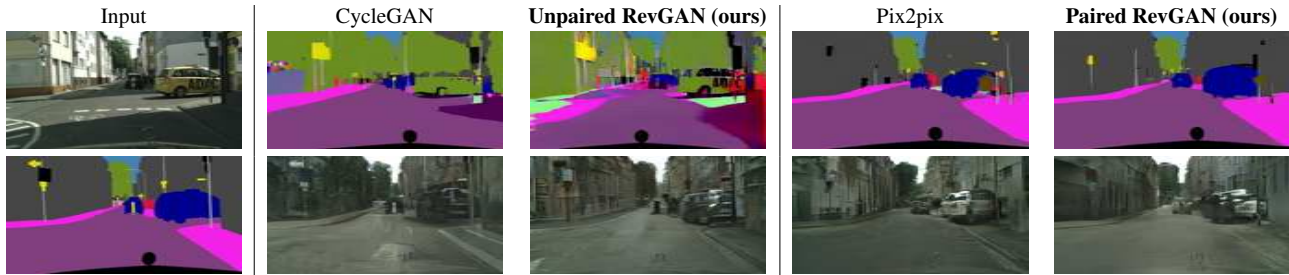 Input
CycleGAN
Unpaired RevGAN (ours)
Pix2pix
Paired RevGAN (ours)